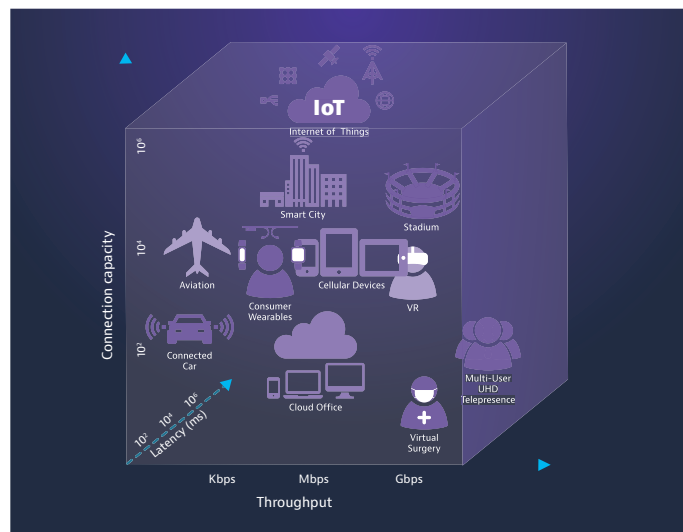 IoT
Internet of Things
10⁶
Smart City
Stadium
10⁴
Aviation
Consumer
Wearables
Cellular Devices
VR
Connection capacity
10²
Connected
Car
Cloud Office
Multi-User
UHD
Telepresence
Virtual
Surgery
10² 10⁴ 10⁶
Latency (ms)
Kbps Mbps Gbps
Throughput